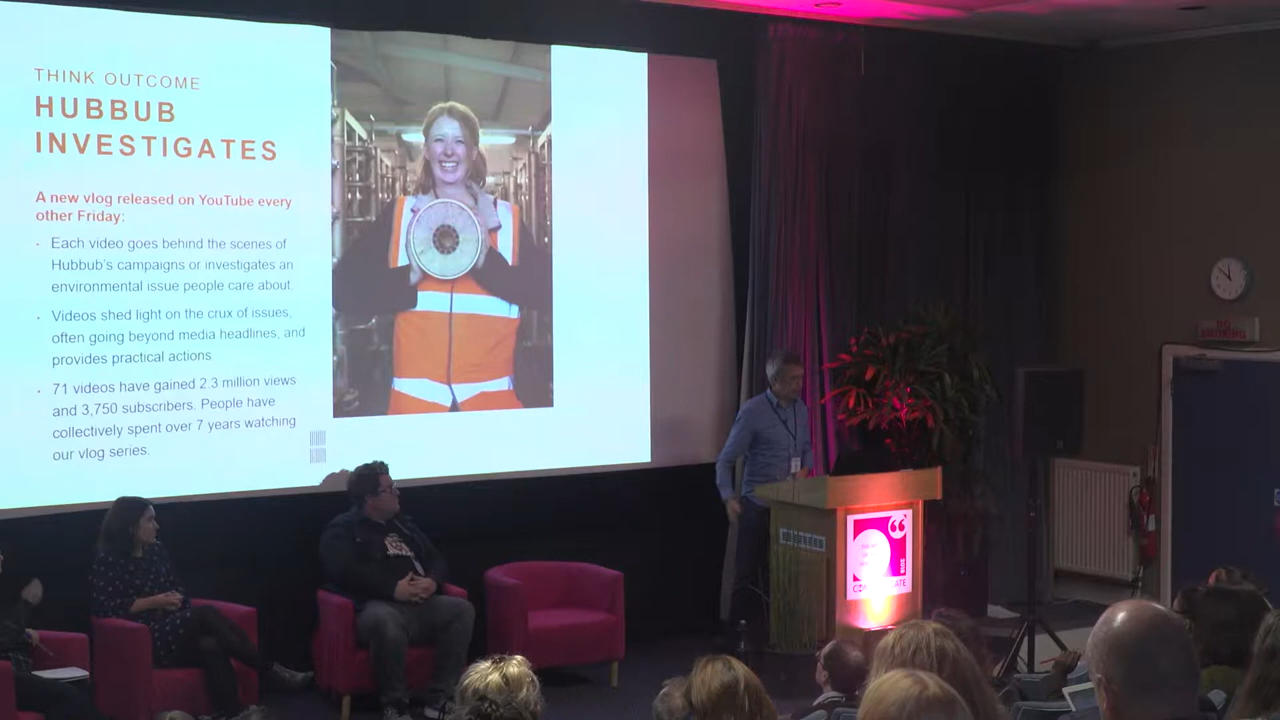 THINK OUTCOME
HUBBUB
INVESTIGATES
A new vlog released on YouTube every
other Friday:
· Each video goes behind the scenes of
Hubbub's campaigns or investigates an
environmental issue people care about.
· Videos shed light on the crux of issues,
often going beyond media headlines, and
provides practical actions
· 71 videos have gained 2.3 million views
and 3,750 subscribers. People have
collectively spent over 7 years watching
our vlog series.
NO
SMOKING